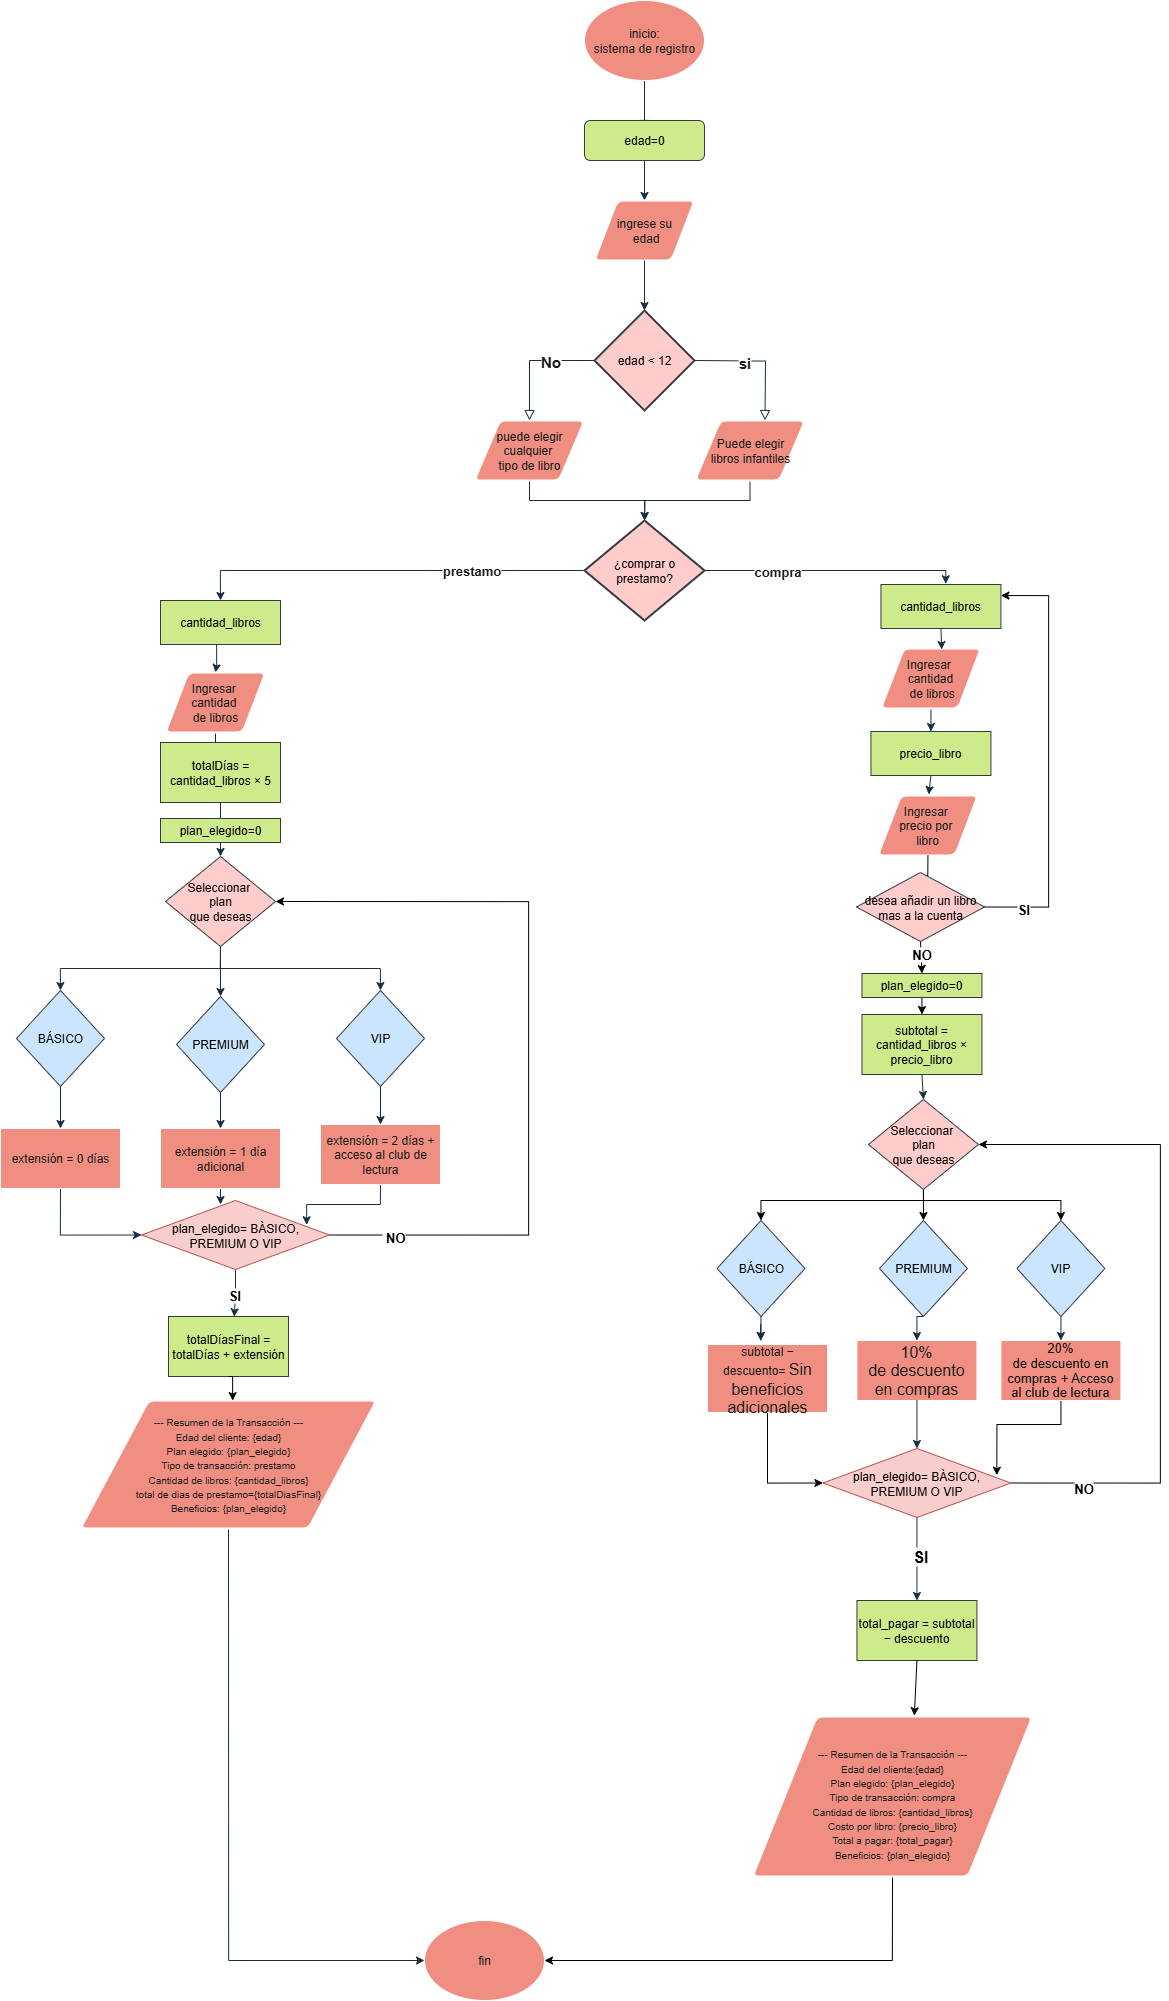 inicio:
sistema de registro
edad=0
ingrese su
edad
edad < 12
No
si
puede elegir
cualquier
tipo de libro
Puede elegir
libros infantiles
¿comprar o
prestamo?
prestamo
compra
cantidad_libros
Ingresar
cantidad
de libros
totalDías =
cantidad_libros × 5
plan_elegido=0
Seleccionar
plan
que deseas
BÁSICO
PREMIUM
VIP
extensión = 0 días
extensión = 1 día
adicional
extensión = 2 días +
acceso al club de
lectura
plan_elegido= BÀSICO,
PREMIUM O VIP
NO
SI
totalDíasFinal =
totalDías + extensión
--- Resumen de la Transacción ---
Edad del cliente: {edad}
Plan elegido: {plan_elegido}
Tipo de transacción: prestamo
Cantidad de libros: {cantidad_libros}
total de dias de prestamo={totalDiasFinal}
Beneficios: {plan_elegido}
cantidad_libros
Ingresar
cantidad
de libros
precio_libro
Ingresar
precio por
libro
desea añadir un libro
mas a la cuenta
SI
NO
plan_elegido=0
subtotal =
cantidad_libros ×
precio_libro
Seleccionar
plan
que deseas
BÁSICO
PREMIUM
VIP
subtotal −
descuento= Sin
beneficios
adicionales
10%
de descuento
en compras
20%
de descuento en
compras + Acceso
al club de lectura
plan_elegido= BÀSICO,
PREMIUM O VIP
NO
SI
total_pagar = subtotal
− descuento
--- Resumen de la Transacción ---
Edad del cliente:{edad}
Plan elegido: {plan_elegido}
Tipo de transacción: compra
Cantidad de libros: {cantidad_libros}
Costo por libro: {precio_libro}
Total a pagar: {total_pagar}
Beneficios: {plan_elegido}
fin